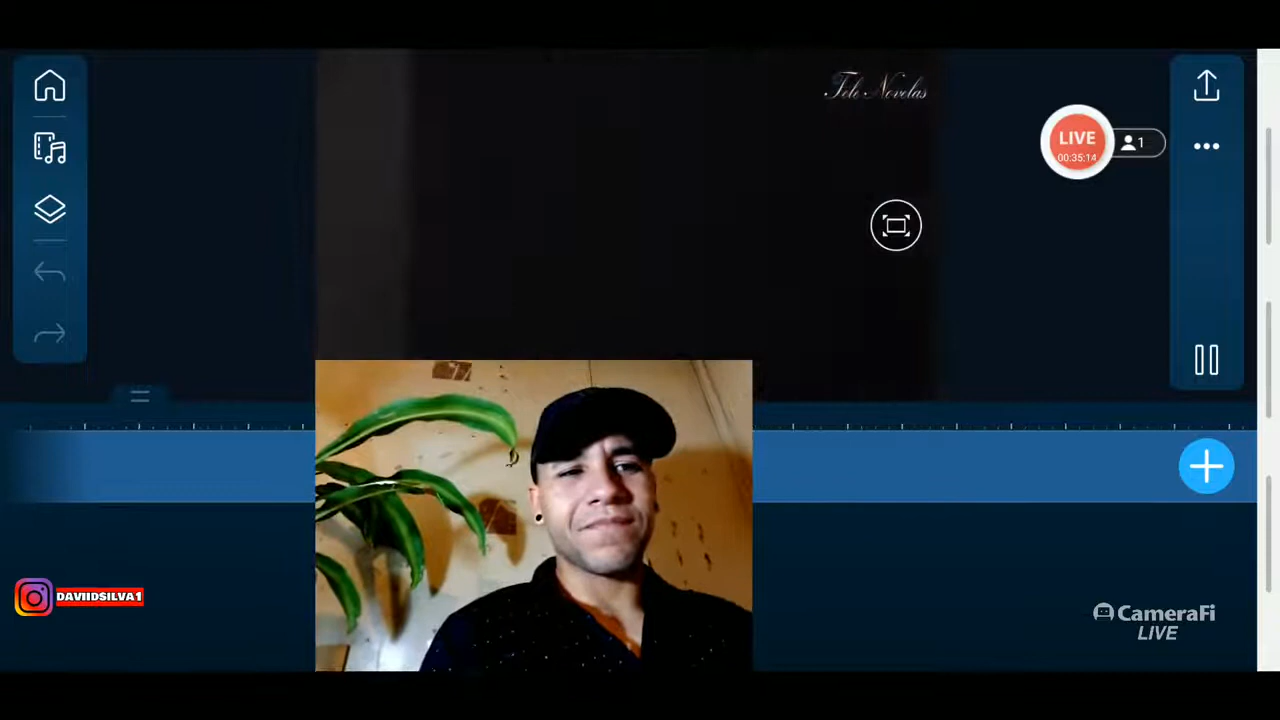 Tele Novelas
LIVE
00:35:14
1
DAVIIDSILVA1
CameraFi
LIVE